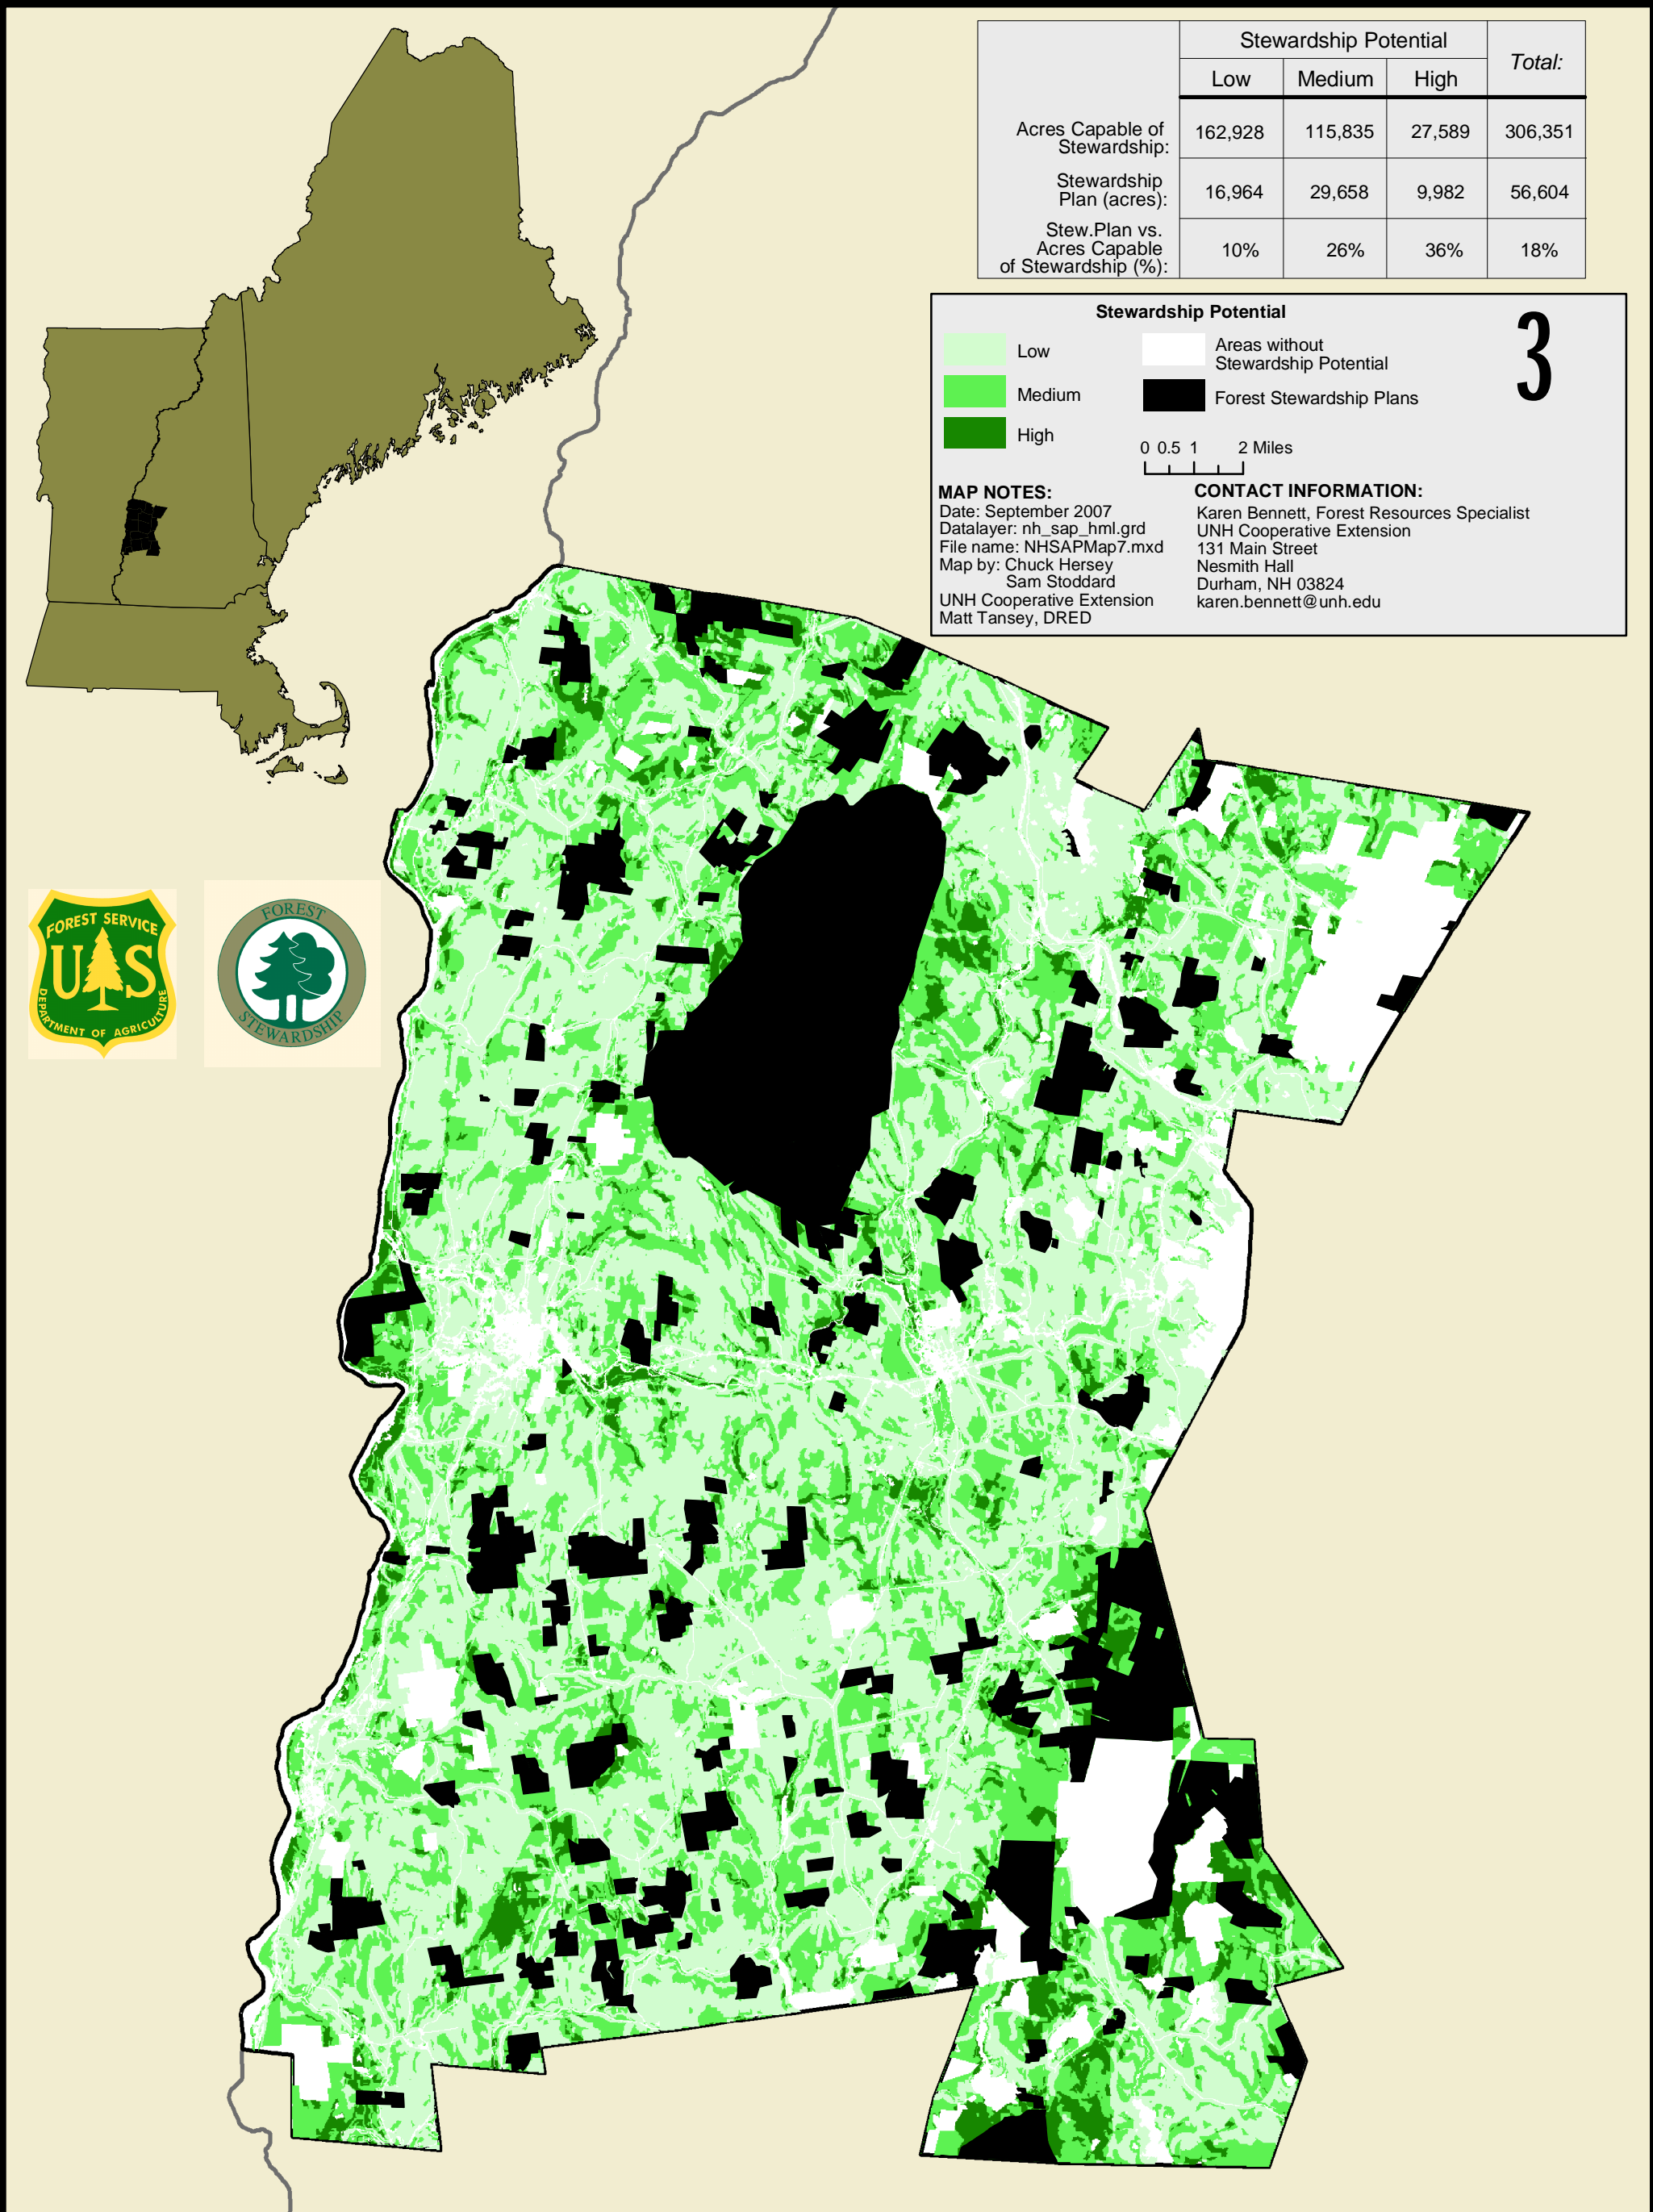 Stewardship Potential
Total:
Low Medium High
Acres Capable of
Stewardship:
162,928 115,835 27,589 306,351
Stewardship
Plan (acres):
16,964 29,658 9,982 56,604
Stew.Plan vs.
Acres Capable
of Stewardship (%):
10% 26% 36% 18%
Stewardship Potential
3
Low
Medium
High
Areas without
Stewardship Potential
Forest Stewardship Plans
0 0.5 1 2 Miles
MAP NOTES:
Date: September 2007
Datalayer: nh_sap_hml.grd
File name: NHSAPMap7.mxd
Map by: Chuck Hersey
Sam Stoddard
UNH Cooperative Extension
Matt Tansey, DRED
CONTACT INFORMATION:
Karen Bennett, Forest Resources Specialist
UNH Cooperative Extension
131 Main Street
Nesmith Hall
Durham, NH 03824
karen.bennett@unh.edu
FOREST SERVICE
U S
DEPARTMENT OF AGRICULTURE
FOREST
STEWARDSHIP